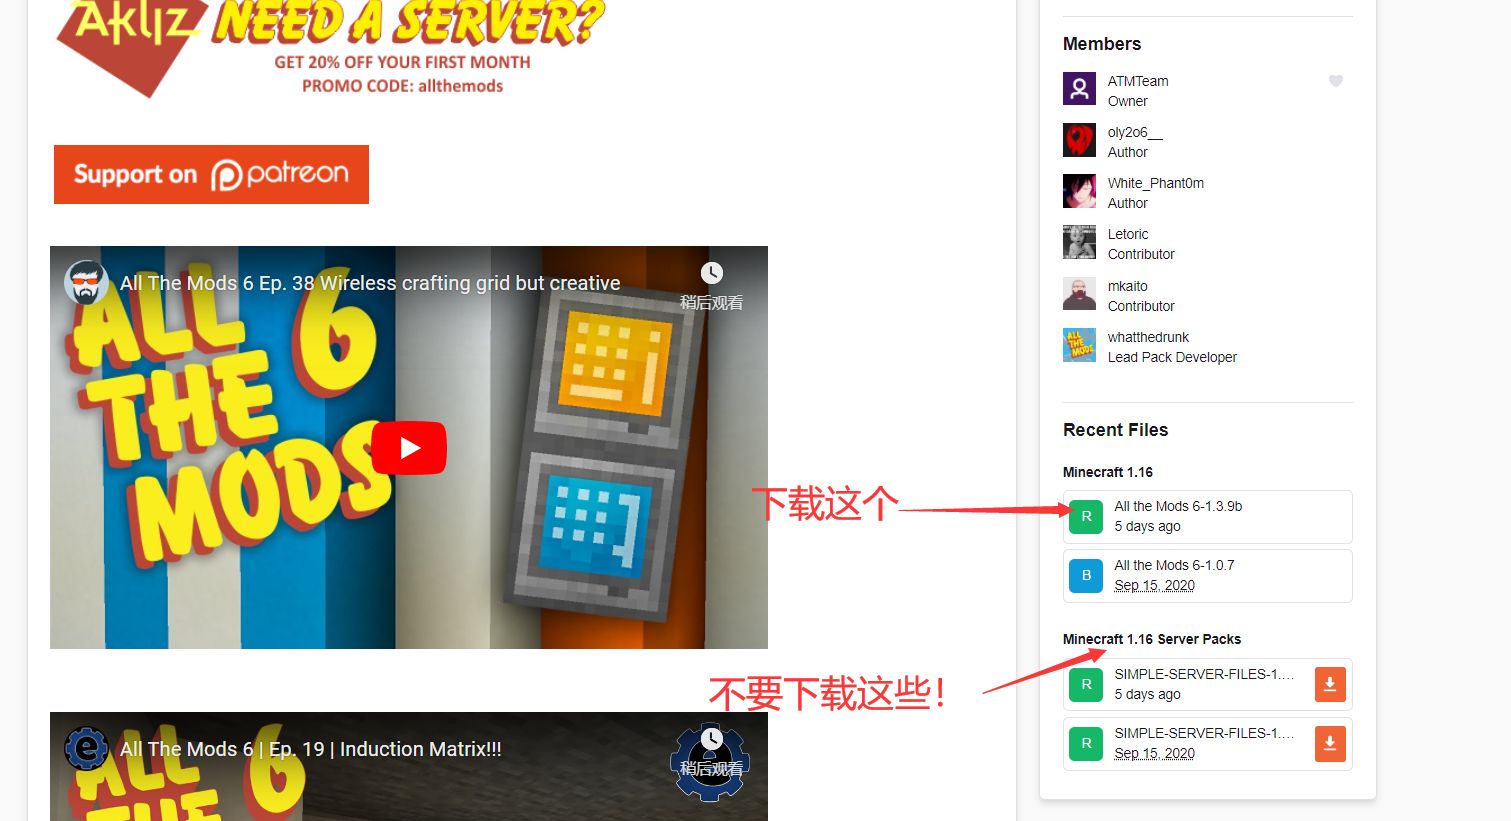 Akliz NEED A SERVER?
GET 20% OFF YOUR FIRST MONTH
PROMO CODE: allthemods
Support on patreon
All The Mods 6 Ep. 38 Wireless crafting grid but creative
稍后观看
ALL
THE 6
MODS
All The Mods 6 | Ep. 19 | Induction Matrix!!!
稍后观看
e
ALL 6
THE
Members
ATMTeam
Owner
oly2o6__
Author
White_Phant0m
Author
Letoric
Contributor
mkaito
Contributor
ALL
THE
MODS
whatthedrunk
Lead Pack Developer
Recent Files
Minecraft 1.16
下载这个
R
All the Mods 6-1.3.9b
5 days ago
B
All the Mods 6-1.0.7
Sep 15, 2020
Minecraft 1.16 Server Packs
不要下载这些！
R
SIMPLE-SERVER-FILES-1....
5 days ago
R
SIMPLE-SERVER-FILES-1....
Sep 15, 2020